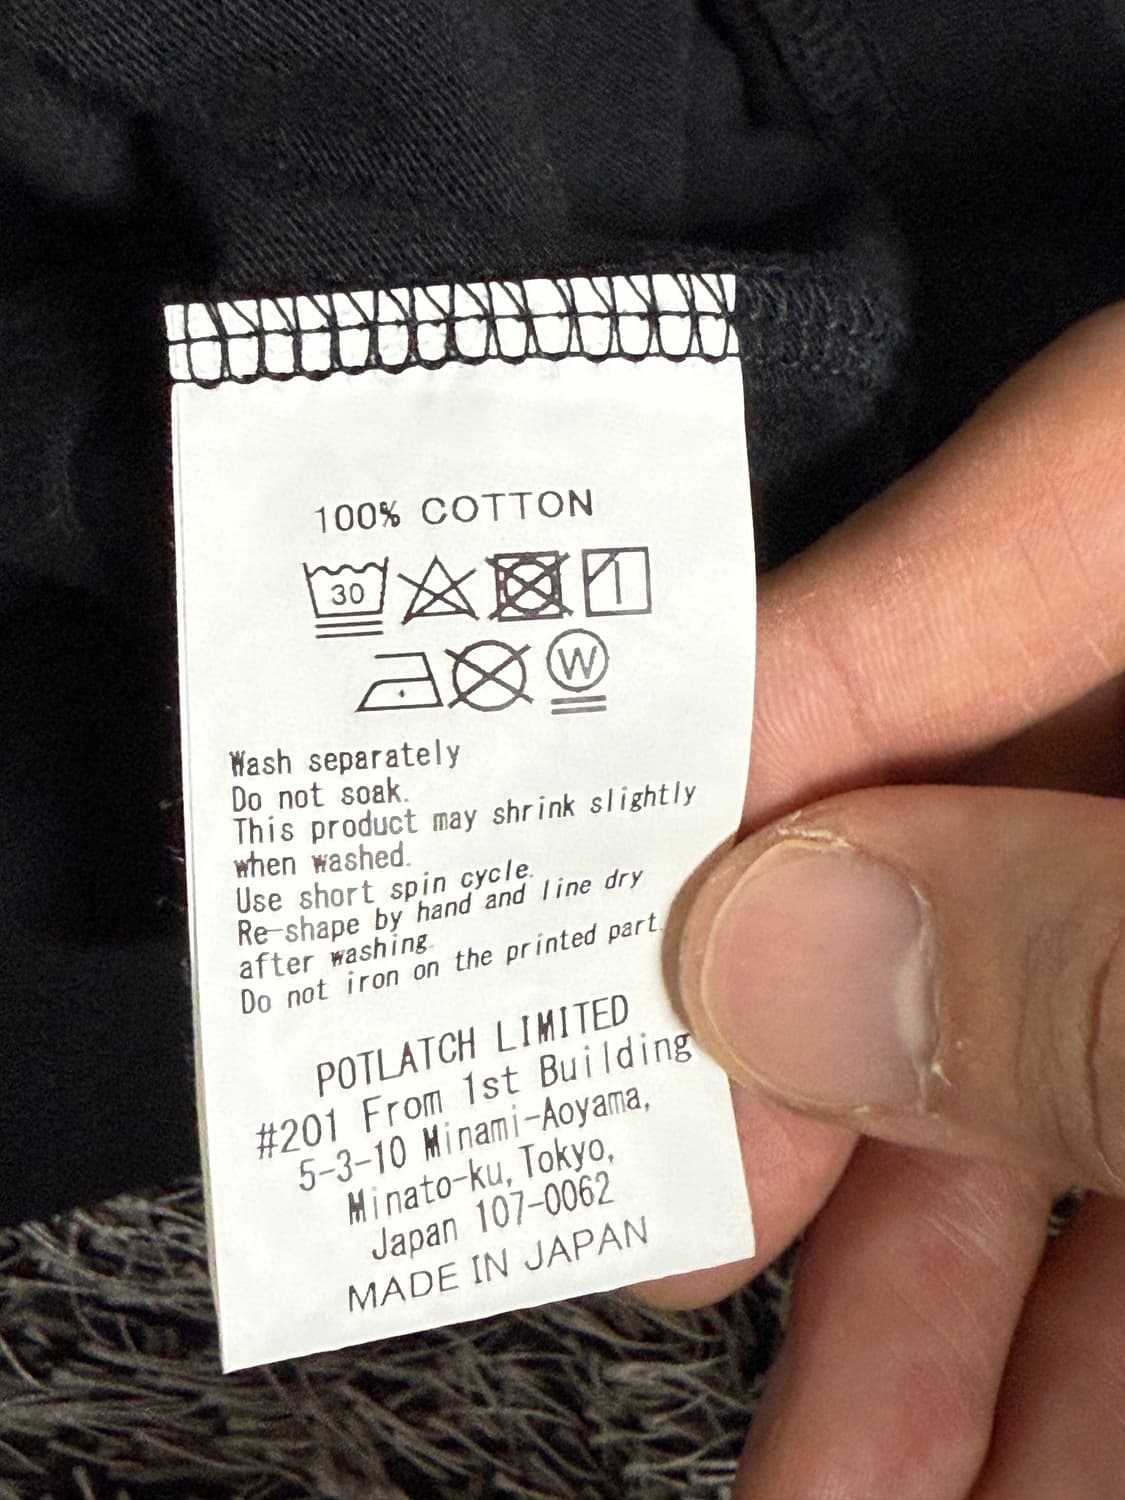 100% COTTON
30
W
Wash separately
Do not soak.
This product may shrink slightly
when washed.
Use short spin cycle.
Re-shape by hand and line dry
after washing.
Do not iron on the printed part.
POTLATCH LIMITED
#201 From 1st Building
5-3-10 Minami-Aoyama,
Minato-ku, Tokyo,
Japan 107-0062
MADE IN JAPAN